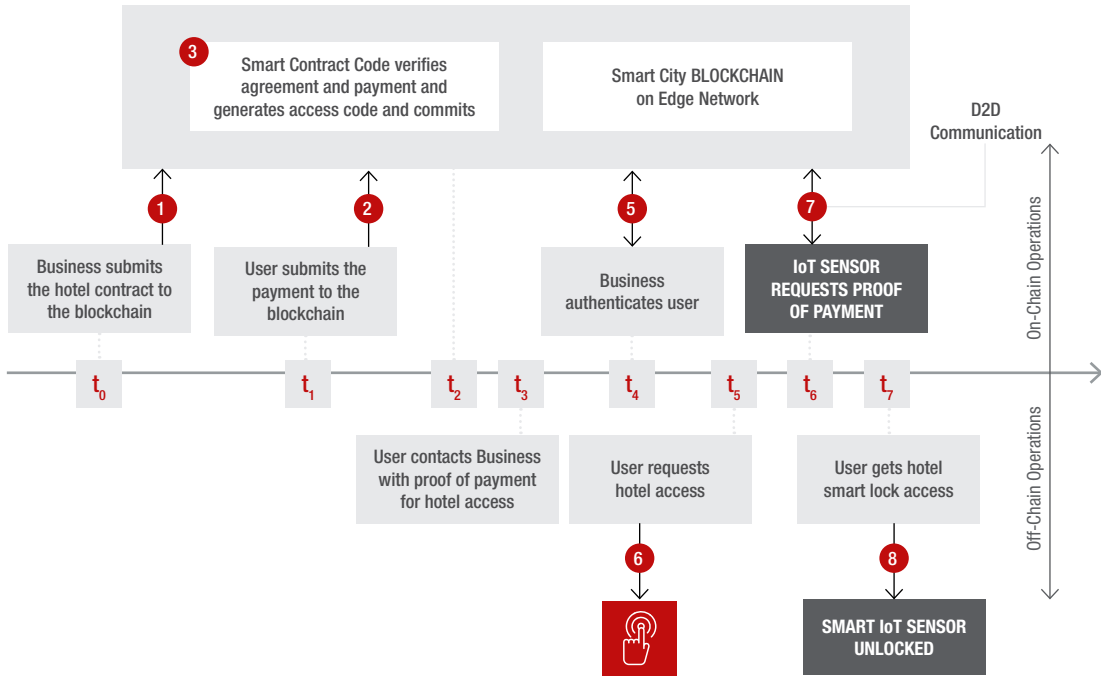 3
Smart Contract Code verifies
agreement and payment and
generates access code and commits
Smart City BLOCKCHAIN
on Edge Network
D2D
Communication
1
2
5
7
Business submits
the hotel contract to
the blockchain
User submits the
payment to the
blockchain
Business
authenticates user
IoT SENSOR
REQUESTS PROOF
OF PAYMENT
On-Chain Operations
t0
t1
t2
t3
t4
t5
t6
t7
User contacts Business
with proof of payment
for hotel access
User requests
hotel access
User gets hotel
smart lock access
Off-Chain Operations
6
8
SMART IoT SENSOR
UNLOCKED